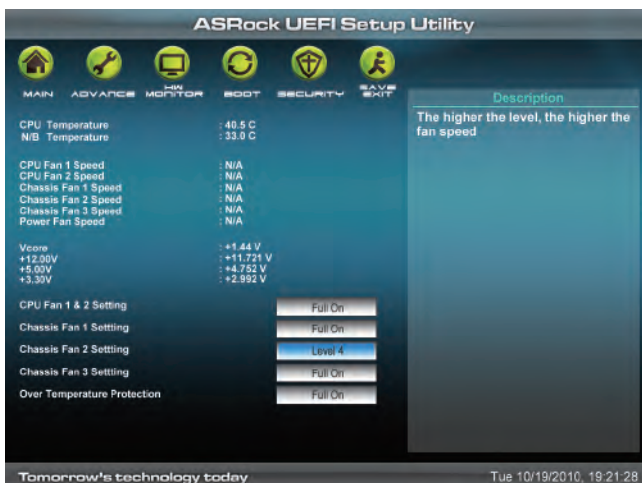 ASRock UEFI Setup Utility
MAIN ADVANCE HW MONITOR BOOT SECURITY SAVE EXIT
Description
The higher the level, the higher the
fan speed
CPU Temperature : 40.5 C
N/B Temperature : 33.0 C
CPU Fan 1 Speed : N/A
CPU Fan 2 Speed : N/A
Chassis Fan 1 Speed : N/A
Chassis Fan 2 Speed : N/A
Chassis Fan 3 Speed : N/A
Power Fan Speed : N/A
Vcore : +1.44 V
+12.00V : +11.721 V
+5.00V : +4.752 V
+3.30V : +2.992 V
CPU Fan 1 & 2 Setting Full On
Chassis Fan 1 Settting Full On
Chassis Fan 2 Settting Level 4
Chassis Fan 3 Settting Full On
Over Temperature Protection Full On
Tomorrow's technology today Tue 10/19/2010, 19:21:28